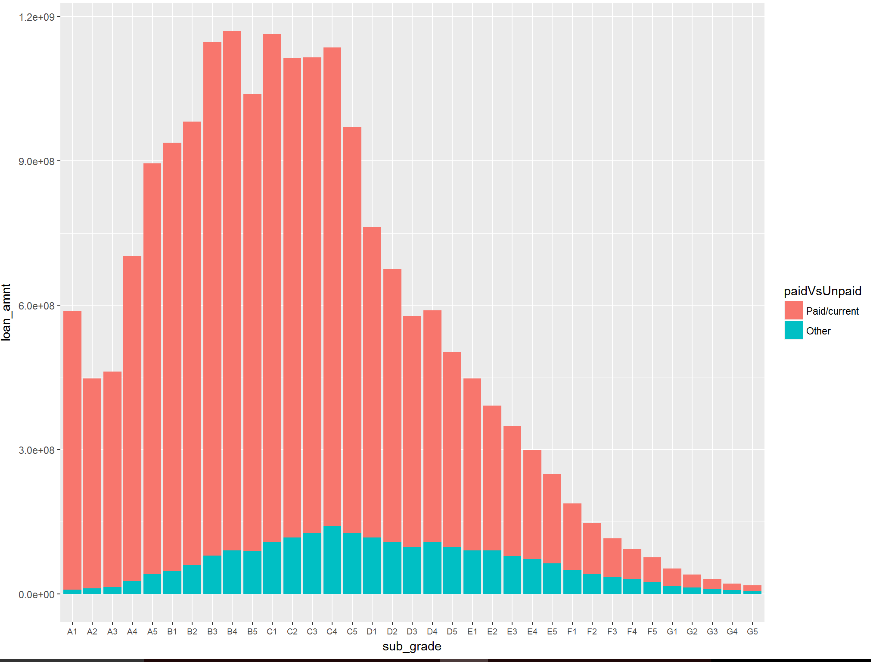 1.2e+09
9.0e+08
6.0e+08
3.0e+08
0.0e+00
loan_amnt
A1 A2 A3 A4 A5 B1 B2 B3 B4 B5 C1 C2 C3 C4 C5 D1 D2 D3 D4 D5 E1 E2 E3 E4 E5 F1 F2 F3 F4 F5 G1 G2 G3 G4 G5
sub_grade
paidVsUnpaid
Paid/current
Other